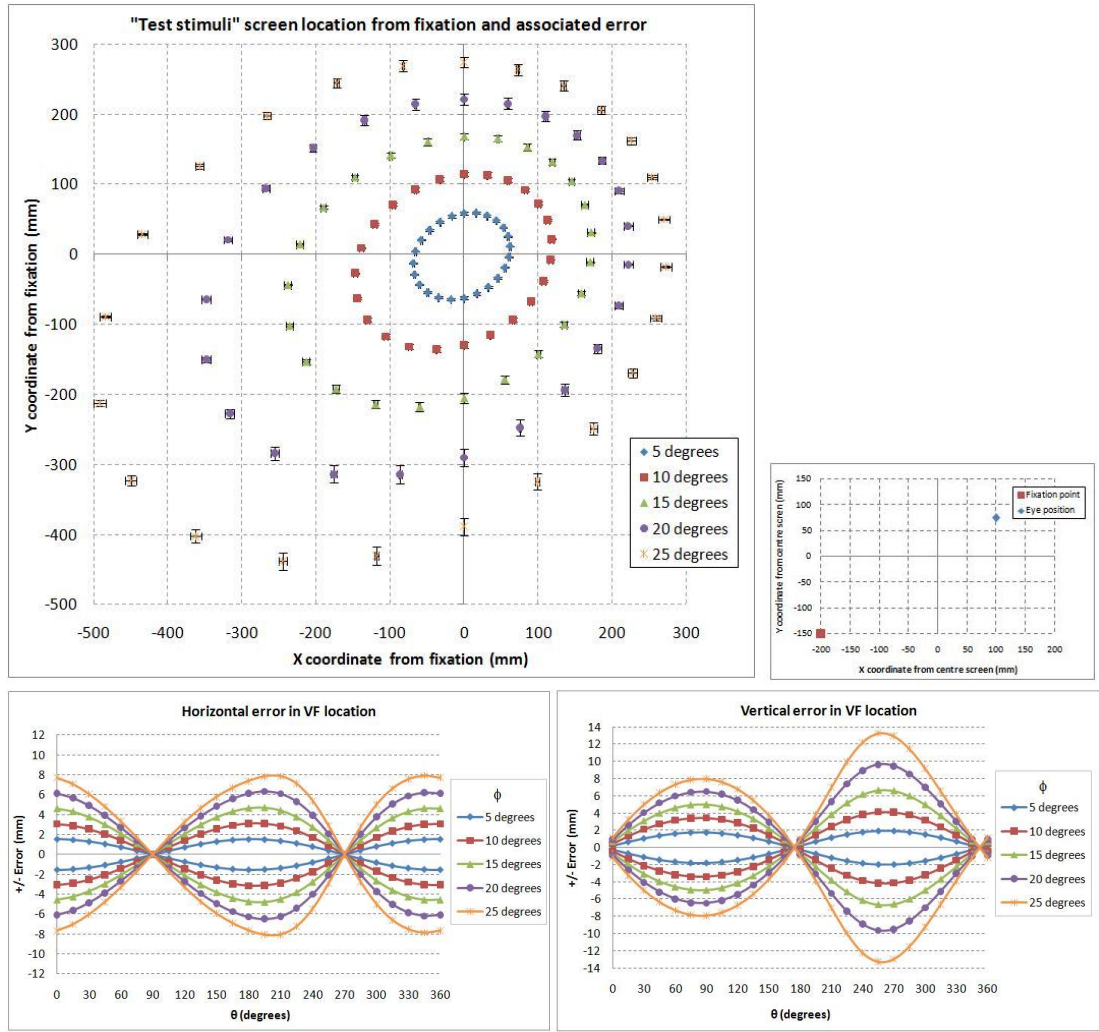 "Test stimuli" screen location from fixation and associated error
Y coordinate from fixation (mm)
300
200
100
0
-100
-200
-300
-400
-500
-500 -400 -300 -200 -100 0 100 200 300
X coordinate from fixation (mm)
5 degrees
10 degrees
15 degrees
20 degrees
25 degrees
Y coordinate from centre scren (mm)
150
100
50
0
-50
-100
-150
-200 -150 -100 -50 0 50 100 150 200
X coordinate from centre screen (mm)
Fixation point
Eye position
Horizontal error in VF location
+/- Error (mm)
12
10
8
6
4
2
0
-2
-4
-6
-8
-10
-12
0 30 60 90 120 150 180 210 240 270 300 330 360
θ (degrees)
ϕ
5 degrees
10 degrees
15 degrees
20 degrees
25 degrees
Vertical error in VF location
+/- Error (mm)
14
12
10
8
6
4
2
0
-2
-4
-6
-8
-10
-12
-14
0 30 60 90 120 150 180 210 240 270 300 330 360
θ (degrees)
ϕ
5 degrees
10 degrees
15 degrees
20 degrees
25 degrees